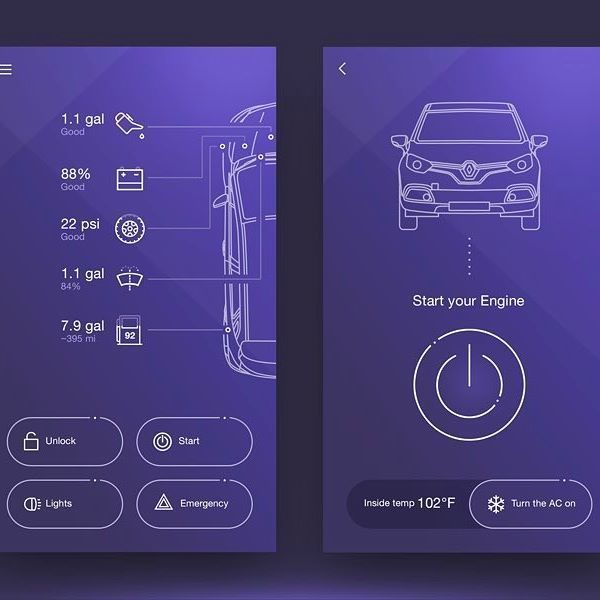 1.1 gal
Good
88%
Good
22 psi
Good
1.1 gal
84%
7.9 gal
~395 mi
92
Unlock
Start
Lights
Emergency
Start your Engine
Inside temp 102°F
Turn the AC on